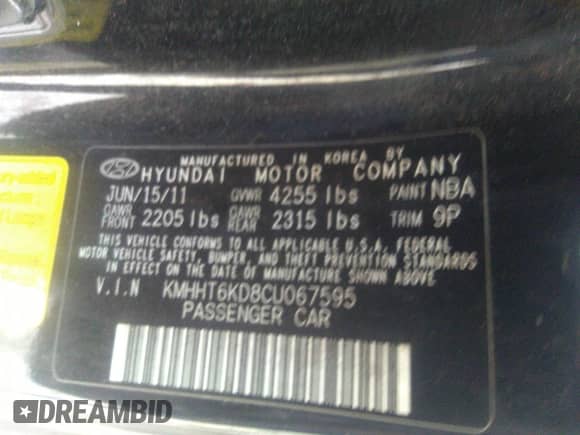 MANUFACTURED IN KOREA BY
HYUNDAI MOTOR COMPANY
JUN/15/11 GVWR 4255 lbs PAINT NBA
GAWR FRONT 2205 lbs GAWR REAR 2315 lbs TRIM 9P
THIS VEHICLE CONFORMS TO ALL APPLICABLE U.S.A. FEDERAL
MOTOR VEHICLE SAFETY, BUMPER, AND THEFT PREVENTION STANDARDS
IN EFFECT ON THE DATE OF MANUFACTURE SHOWN ABOVE.
V.I.N KMHHT6KD8CU067595
PASSENGER CAR
DREAMBID